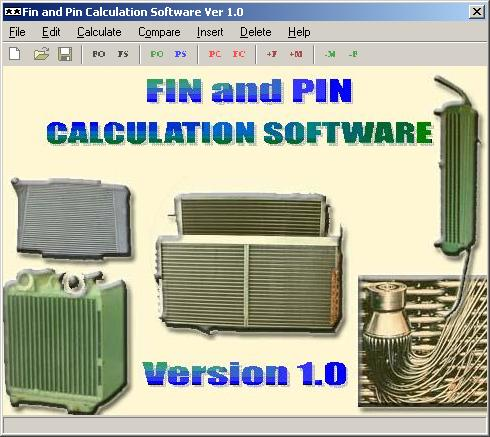 Fin and Pin Calculation Software Ver 1.0
File Edit Calculate Compare Insert Delete Help
PO FS PO PS PC FC +F +M -M -F
FIN and PIN
CALCULATION SOFTWARE
Version 1.0